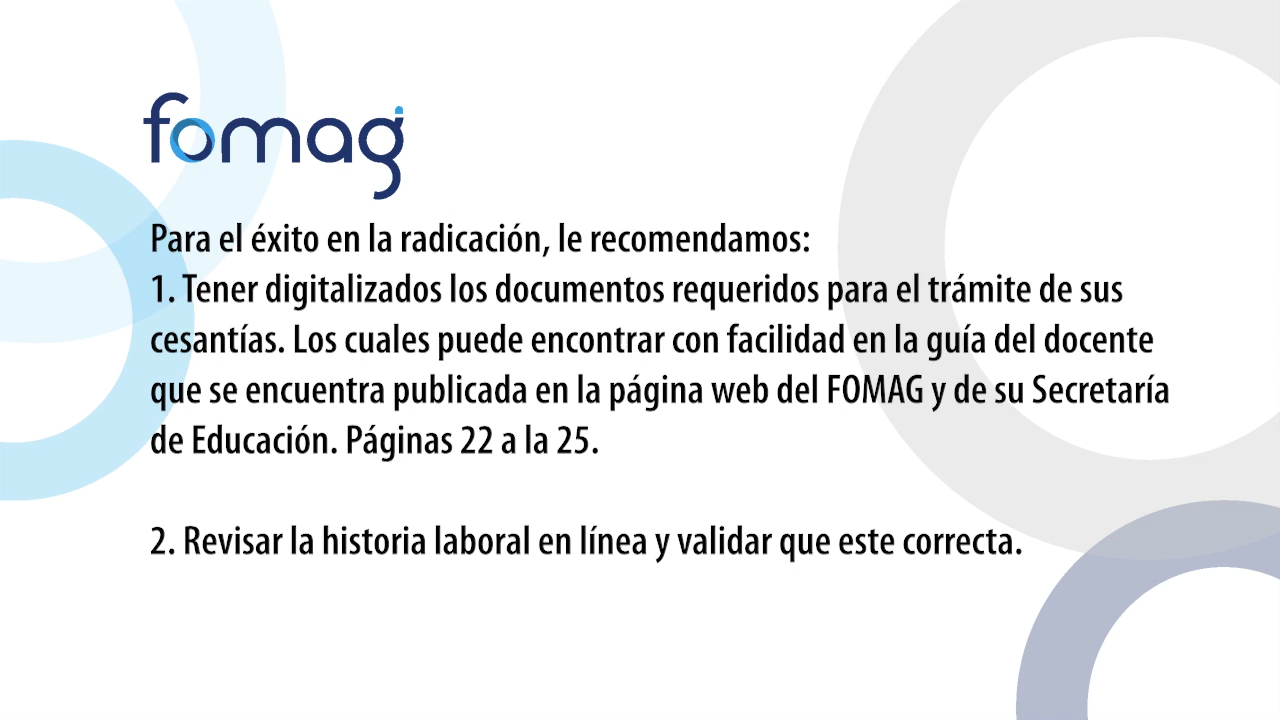 fomag
Para el éxito en la radicación, le recomendamos:
1. Tener digitalizados los documentos requeridos para el trámite de sus
cesantías. Los cuales puede encontrar con facilidad en la guía del docente
que se encuentra publicada en la página web del FOMAG y de su Secretaría
de Educación. Páginas 22 a la 25.
2. Revisar la historia laboral en línea y validar que este correcta.